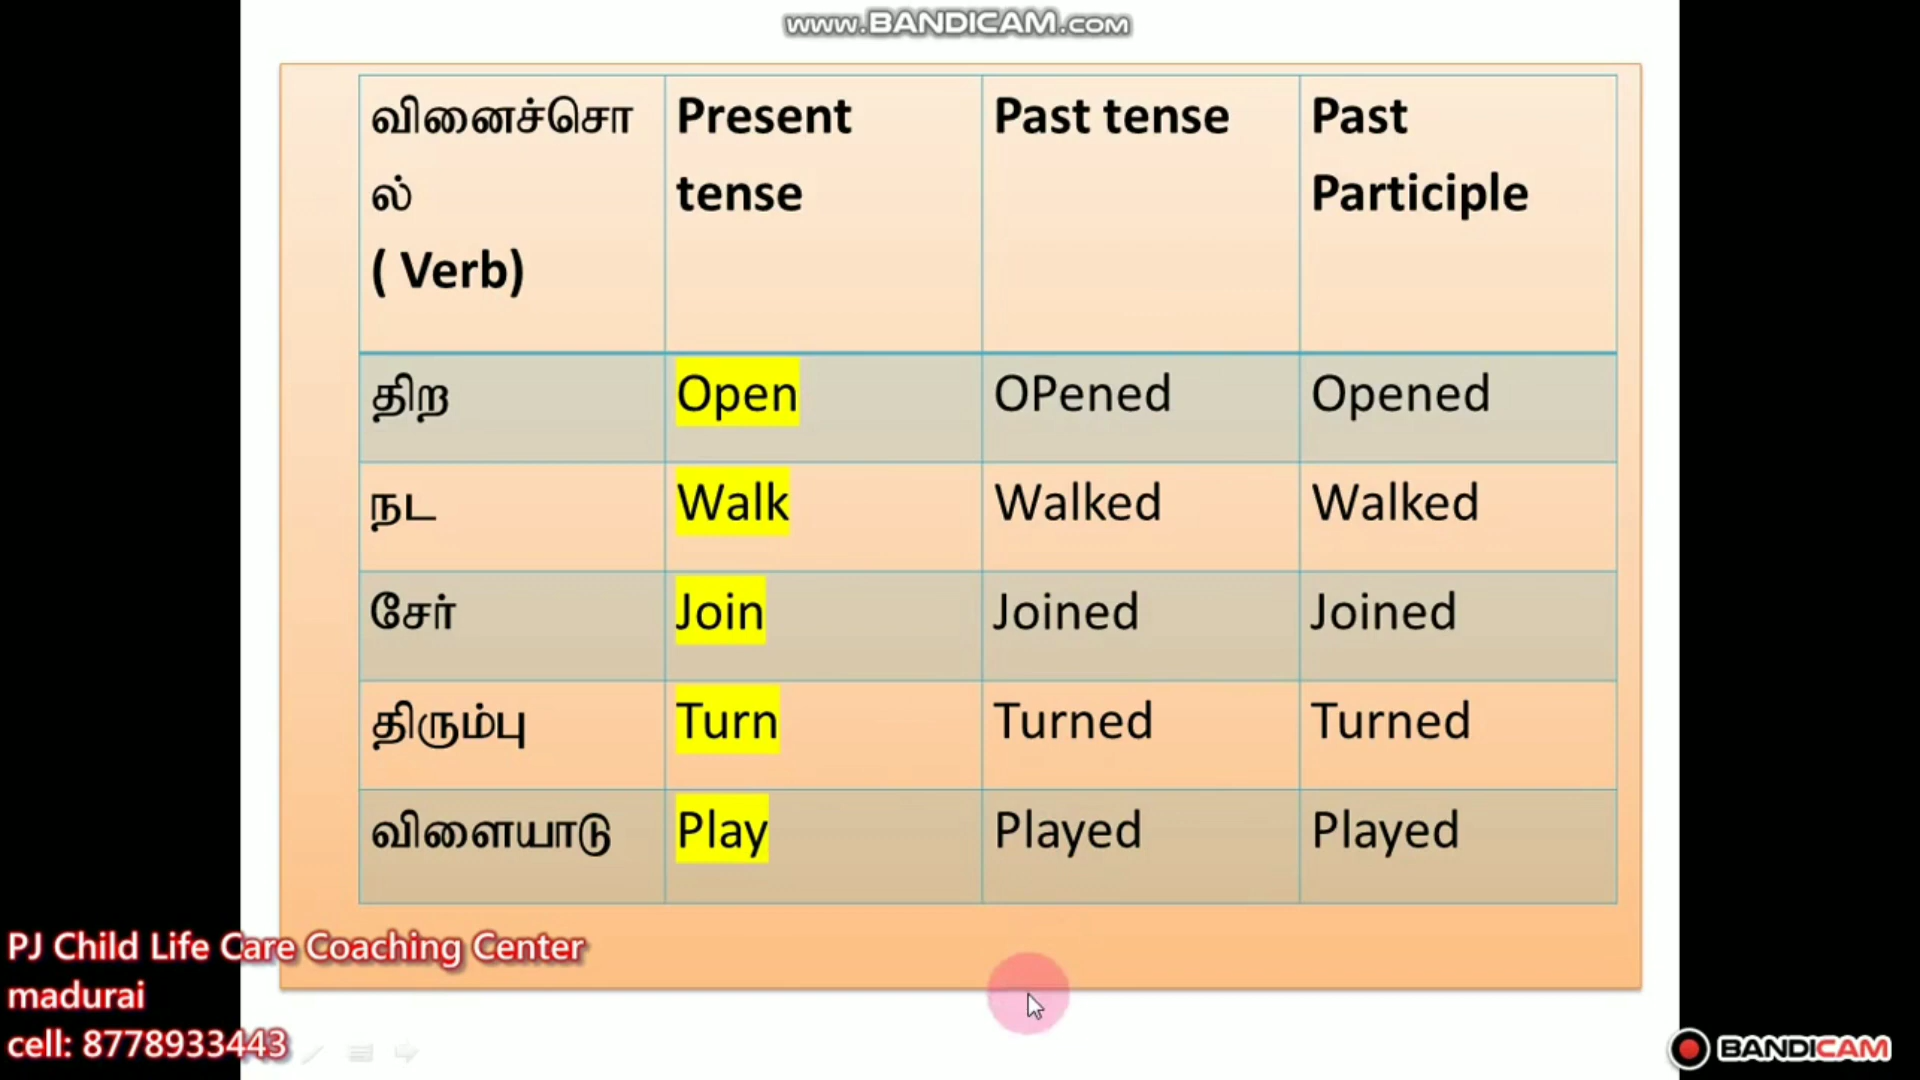 www.BANDICAM.com
வினைச்சொ Present Past tense Past
ல் tense Participle
( Verb)
திற Open OPened Opened
நட Walk Walked Walked
சேர் Join Joined Joined
திரும்பு Turn Turned Turned
விளையாடு Play Played Played
PJ Child Life Care Coaching Center
madurai
cell: 8778933443
BANDICAM